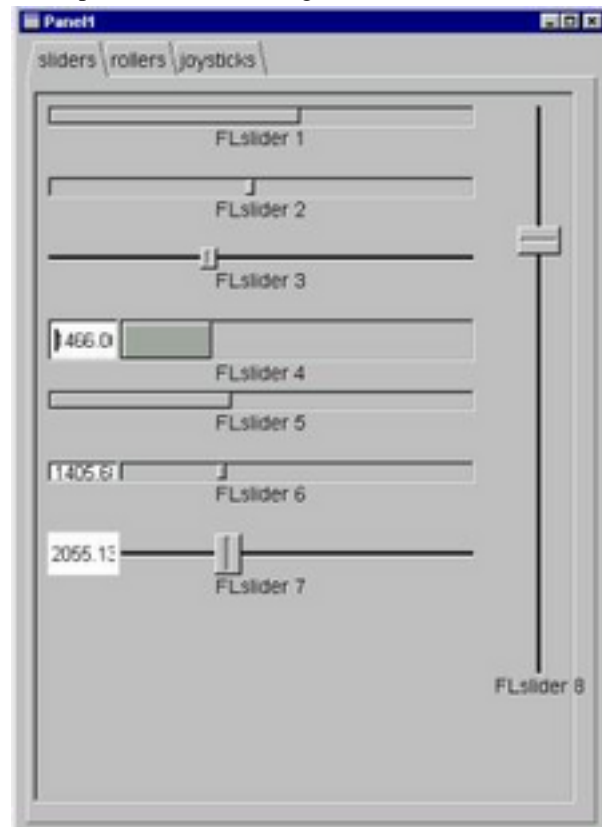 Panel1
sliders rollers joysticks
FLslider 1
FLslider 2
FLslider 3
FLslider 4
FLslider 5
1405.6
FLslider 6
2055.13
FLslider 7
FLslider 8